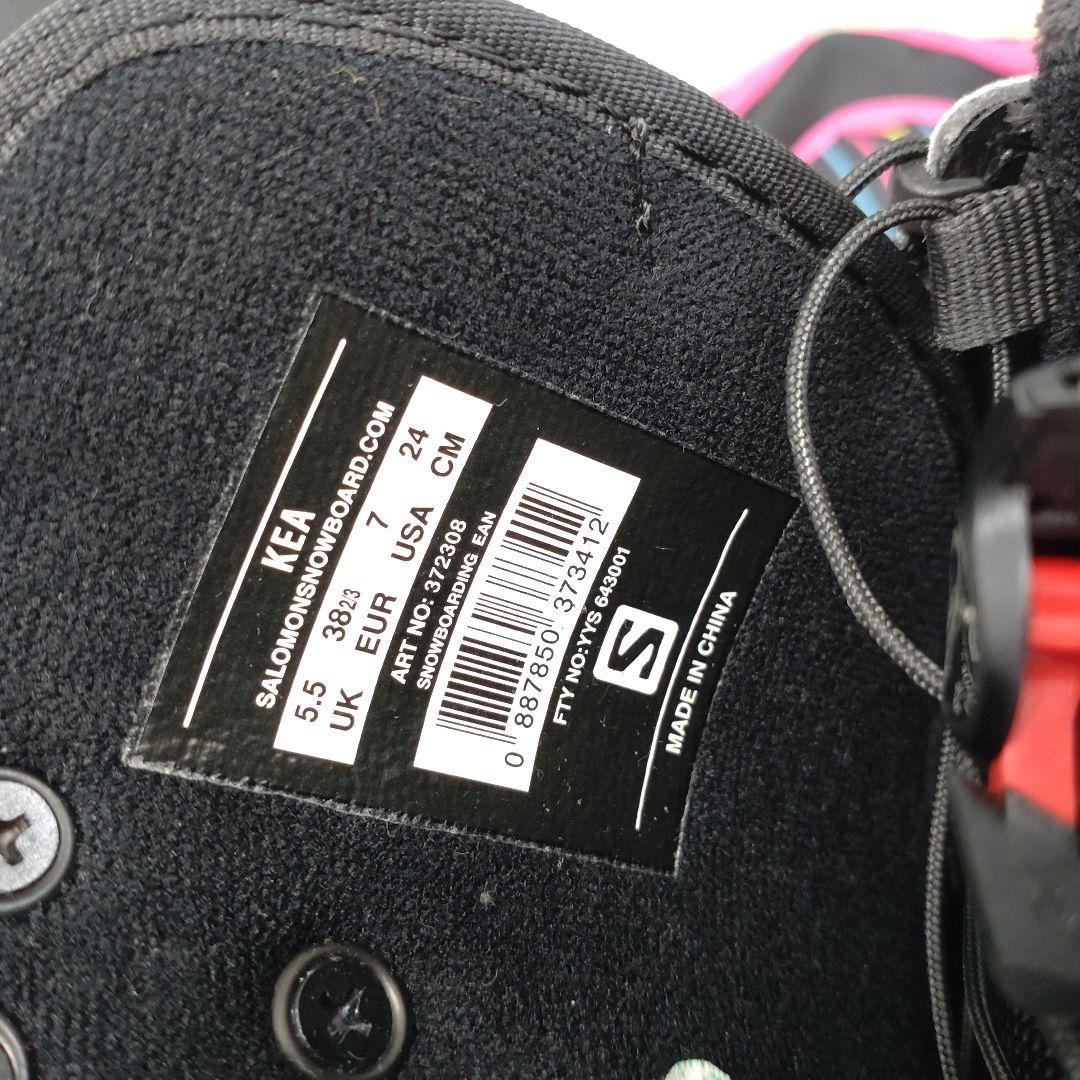 KEA
SALOMONSNOWBOARD.COM
5.5 38 2/3 7 24
UK EUR USA CM
ART NO: 372308
SNOWBOARDING EAN
0 887850 373412
FTY NO:YYS 643001
S
MADE IN CHINA